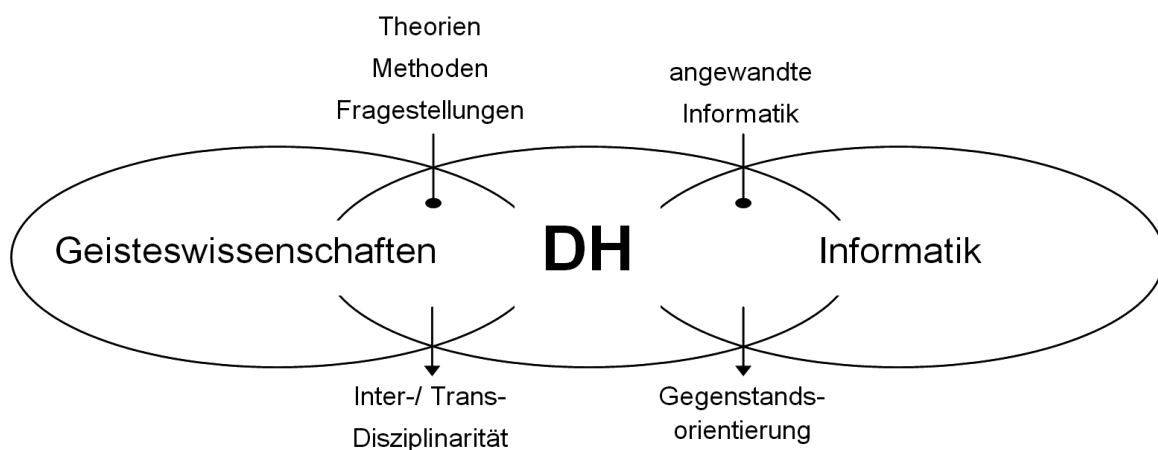 Theorien
Methoden
Fragestellungen
angewandte
Informatik
Geisteswissenschaften
DH
Informatik
Inter-/ Trans-
Disziplinarität
Gegenstands-
orientierung